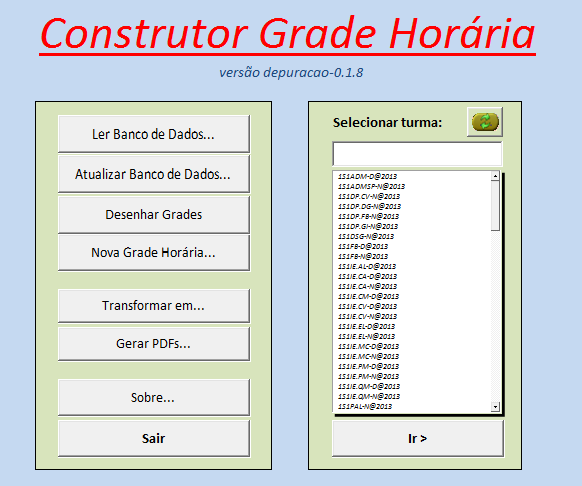 Construtor Grade Horária
versão depuracao-0.1.8
Ler Banco de Dados...
Atualizar Banco de Dados...
Desenhar Grades
Nova Grade Horária...
Transformar em...
Gerar PDFs...
Sobre...
Sair
Selecionar turma:
1S1ADM-D@2013
1S1ADMSP-N@2013
1S1DP.CV-N@2013
1S1DP.DG-N@2013
1S1DP.FB-N@2013
1S1DP.GI-N@2013
1S1DSG-N@2013
1S1FB-D@2013
1S1FB-N@2013
1S1IE.AL-D@2013
1S1IE.CA-D@2013
1S1IE.CA-N@2013
1S1IE.CM-D@2013
1S1IE.CV-D@2013
1S1IE.CV-N@2013
1S1IE.EL-D@2013
1S1IE.EL-N@2013
1S1IE.MC-D@2013
1S1IE.MC-N@2013
1S1IE.PM-D@2013
1S1IE.PM-N@2013
1S1IE.QM-D@2013
1S1IE.QM-N@2013
1S1PAL-N@2013
Ir >